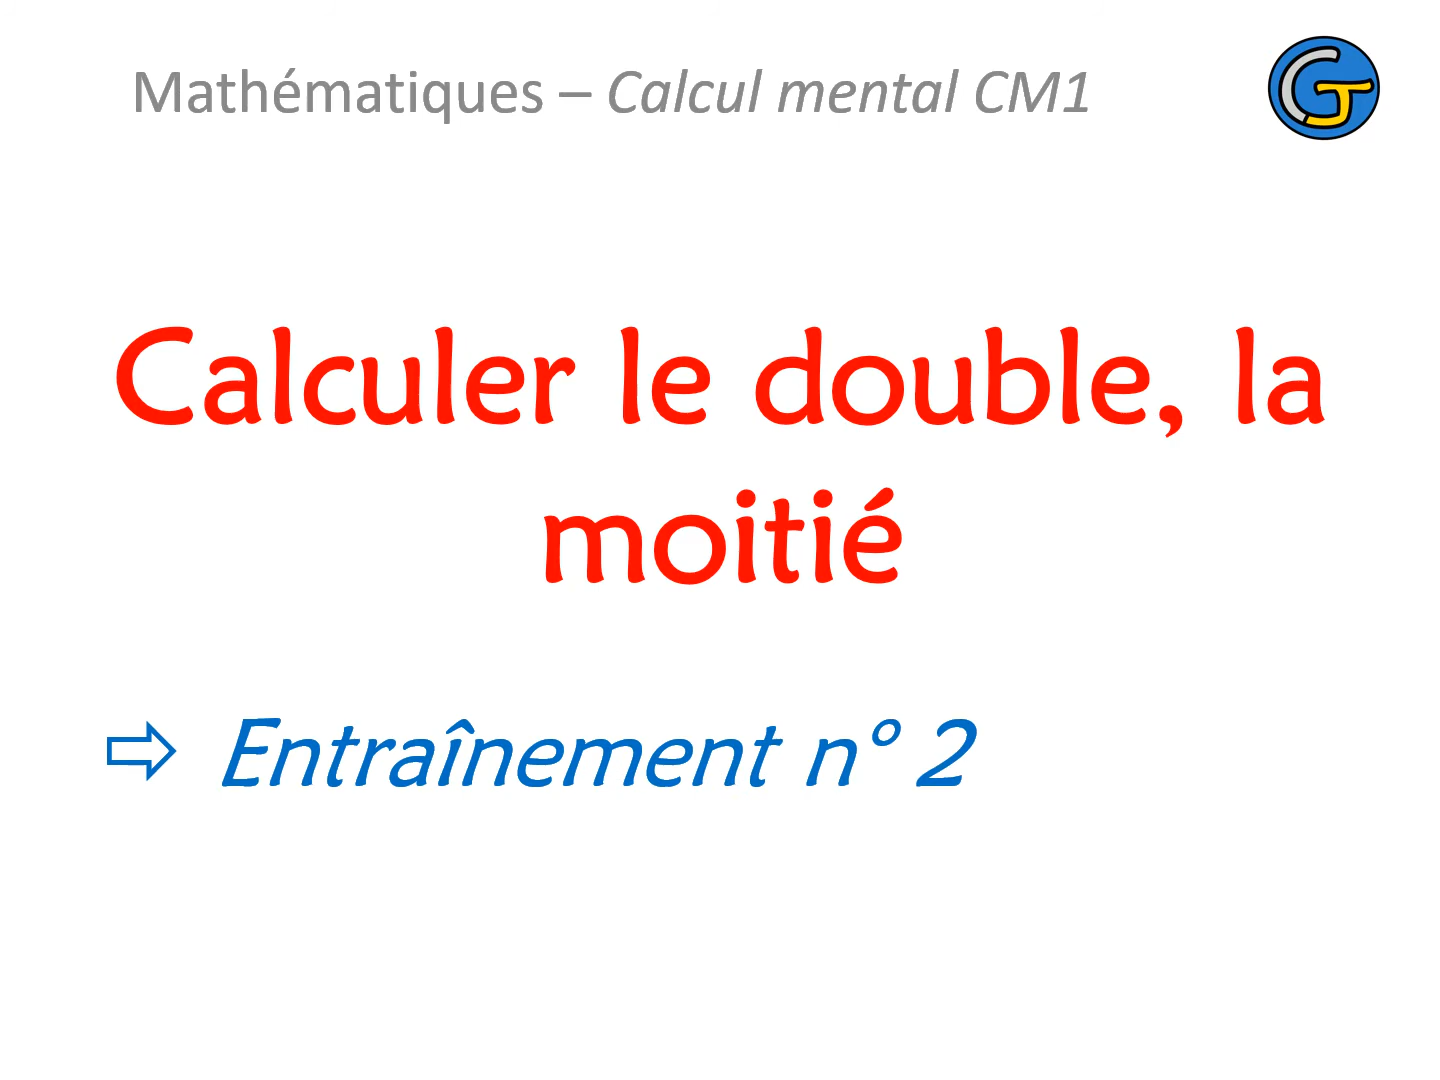 Mathématiques – Calcul mental CM1
Calculer le double, la
moitié
⇨ Entraînement n° 2